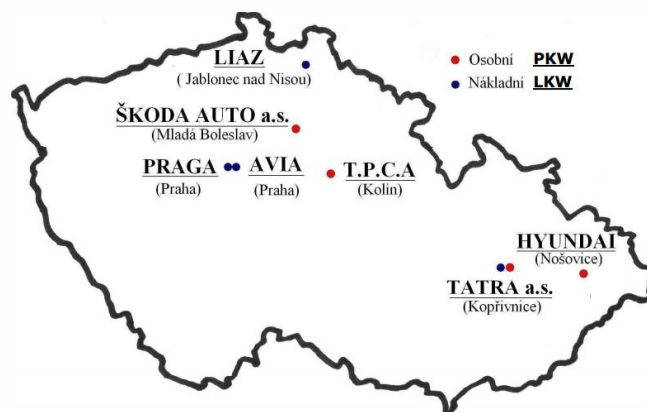 LIAZ
( Jablonec nad Nisou)
Osobní PKW
Nákladní LKW
ŠKODA AUTO a.s.
(Mladá Boleslav)
PRAGA
(Praha)
AVIA
(Praha)
T.P.C.A
(Kolín)
HYUNDAI
(Nošovice)
TATRA a.s.
(Kopřivnice)